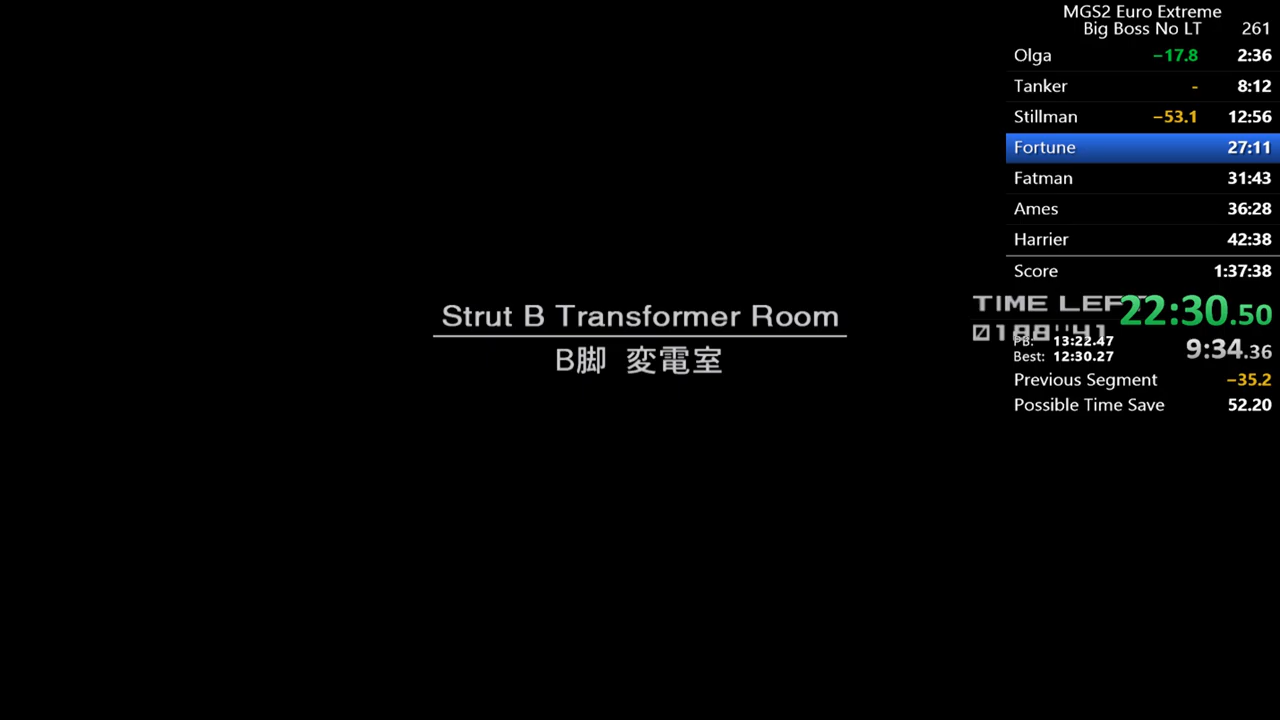 MGS2 Euro Extreme
Big Boss No LT 261
Olga −17.8 2:36
Tanker - 8:12
Stillman −53.1 12:56
Fortune 27:11
Fatman 31:43
Ames 36:28
Harrier 42:38
Score 1:37:38
Strut B Transformer Room
B脚 変電室
TIME LEFT
22:30.50
PB: 13:22.47
Best: 12:30.27
9:34.36
Previous Segment −35.2
Possible Time Save 52.20